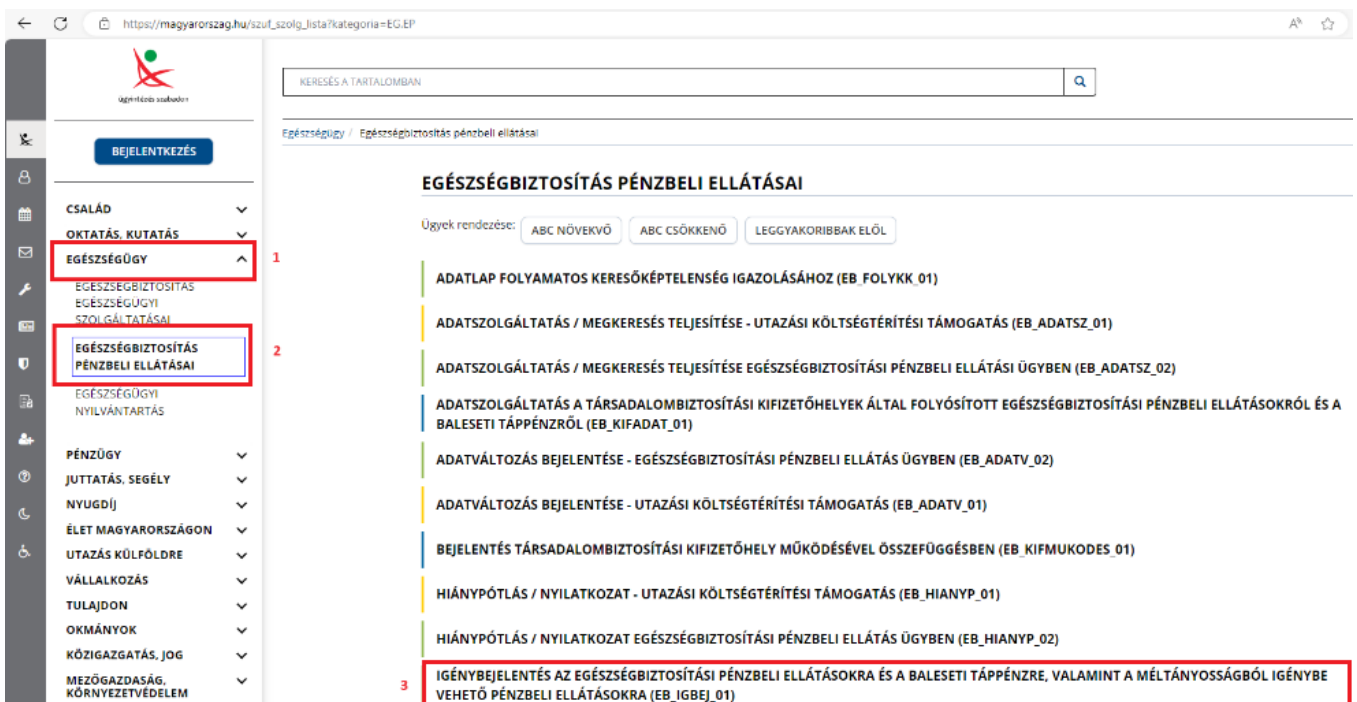 https://magyarorszag.hu/szuf_szolg_lista?kategoria=EG.EP
ügyintézés szabadon
BEJELENTKEZÉS
CSALÁD
OKTATÁS, KUTATÁS
EGÉSZSÉGÜGY
1
EGÉSZSÉGBIZTOSÍTÁS
EGÉSZSÉGÜGYI
SZOLGÁLTATÁSAI
EGÉSZSÉGBIZTOSÍTÁS
PÉNZBELI ELLÁTÁSAI
2
EGÉSZSÉGÜGYI
NYILVÁNTARTÁS
PÉNZÜGY
JUTTATÁS, SEGÉLY
NYUGDÍJ
ÉLET MAGYARORSZÁGON
UTAZÁS KÜLFÖLDRE
VÁLLALKOZÁS
TULAJDON
OKMÁNYOK
KÖZIGAZGATÁS, JOG
MEZŐGAZDASÁG,
KÖRNYEZETVÉDELEM
KERESÉS A TARTALOMBAN
Egészségügy / Egészségbiztosítás pénzbeli ellátásai
EGÉSZSÉGBIZTOSÍTÁS PÉNZBELI ELLÁTÁSAI
Ügyek rendezése: ABC NÖVEKVŐ ABC CSÖKKENŐ LEGGYAKORIBBAK ELÖL
ADATLAP FOLYAMATOS KERESŐKÉPTELENSÉG IGAZOLÁSÁHOZ (EB_FOLYKK_01)
ADATSZOLGÁLTATÁS / MEGKERESÉS TELJESÍTÉSE - UTAZÁSI KÖLTSÉGTÉRÍTÉSI TÁMOGATÁS (EB_ADATSZ_01)
ADATSZOLGÁLTATÁS / MEGKERESÉS TELJESÍTÉSE EGÉSZSÉGBIZTOSÍTÁSI PÉNZBELI ELLÁTÁSI ÜGYBEN (EB_ADATSZ_02)
ADATSZOLGÁLTATÁS A TÁRSADALOMBIZTOSÍTÁSI KIFIZETŐHELYEK ÁLTAL FOLYÓSÍTOTT EGÉSZSÉGBIZTOSÍTÁSI PÉNZBELI ELLÁTÁSOKRÓL ÉS A
BALESETI TÁPPÉNZRŐL (EB_KIFADAT_01)
ADATVÁLTOZÁS BEJELENTÉSE - EGÉSZSÉGBIZTOSÍTÁSI PÉNZBELI ELLÁTÁS ÜGYBEN (EB_ADATV_02)
ADATVÁLTOZÁS BEJELENTÉSE - UTAZÁSI KÖLTSÉGTÉRÍTÉSI TÁMOGATÁS (EB_ADATV_01)
BEJELENTÉS TÁRSADALOMBIZTOSÍTÁSI KIFIZETŐHELY MŰKÖDÉSÉVEL ÖSSZEFÜGGÉSBEN (EB_KIFMUKODES_01)
HIÁNYPÓTLÁS / NYILATKOZAT - UTAZÁSI KÖLTSÉGTÉRÍTÉSI TÁMOGATÁS (EB_HIANYP_01)
HIÁNYPÓTLÁS / NYILATKOZAT EGÉSZSÉGBIZTOSÍTÁSI PÉNZBELI ELLÁTÁS ÜGYBEN (EB_HIANYP_02)
3
IGÉNYBEJELENTÉS AZ EGÉSZSÉGBIZTOSÍTÁSI PÉNZBELI ELLÁTÁSOKRA ÉS A BALESETI TÁPPÉNZRE, VALAMINT A MÉLTÁNYOSSÁGBÓL IGÉNYBE
VEHETŐ PÉNZBELI ELLÁTÁSOKRA (EB_IGBEJ_01)